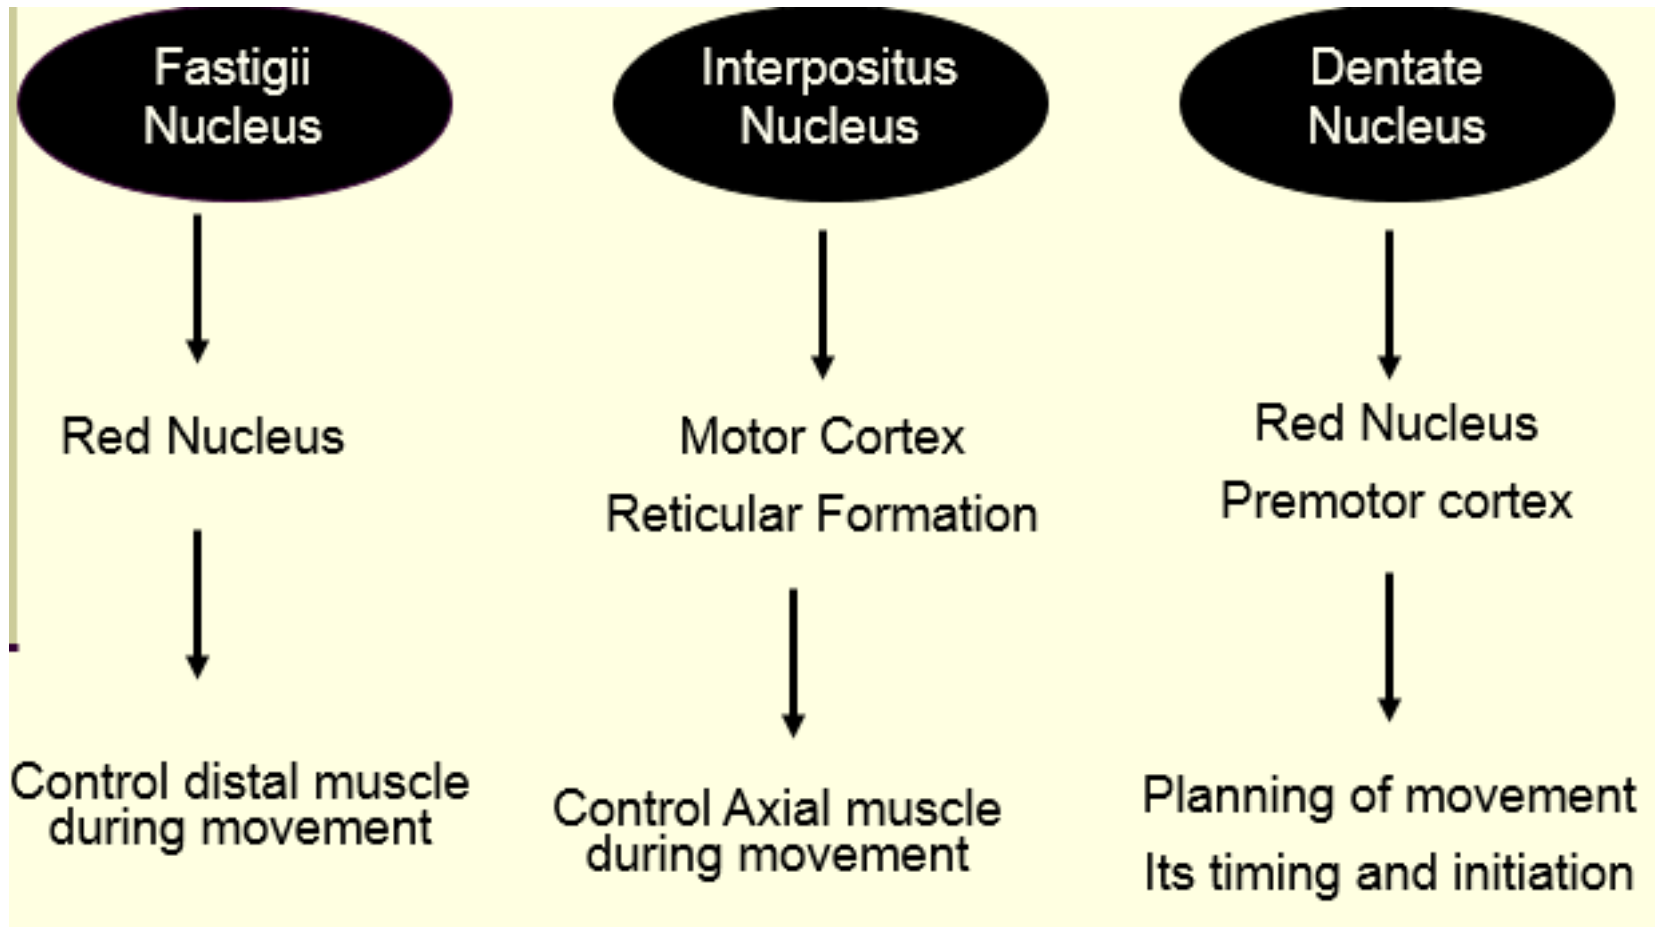 Fastigii
Nucleus
Red Nucleus
Control distal muscle
during movement
Interpositus
Nucleus
Motor Cortex
Reticular Formation
Control Axial muscle
during movement
Dentate
Nucleus
Red Nucleus
Premotor cortex
Planning of movement
Its timing and initiation